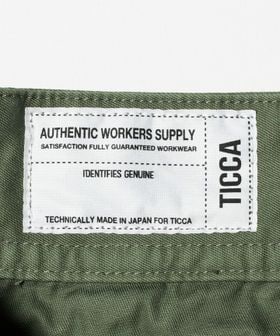 AUTHENTIC WORKERS SUPPLY
SATISFACTION FULLY GUARANTEED WORKWEAR
IDENTIFIES GENUINE
TECHNICALLY MADE IN JAPAN FOR TICCA
TICCA